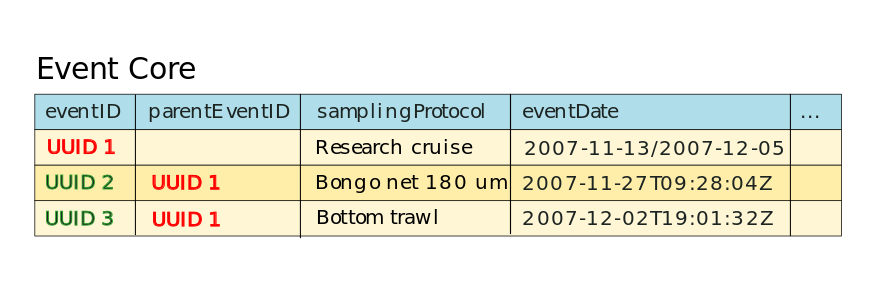 Event Core
eventID parentEventID samplingProtocol eventDate ...
UUID 1 Research cruise 2007-11-13/2007-12-05
UUID 2 UUID 1 Bongo net 180 um 2007-11-27T09:28:04Z
UUID 3 UUID 1 Bottom trawl 2007-12-02T19:01:32Z